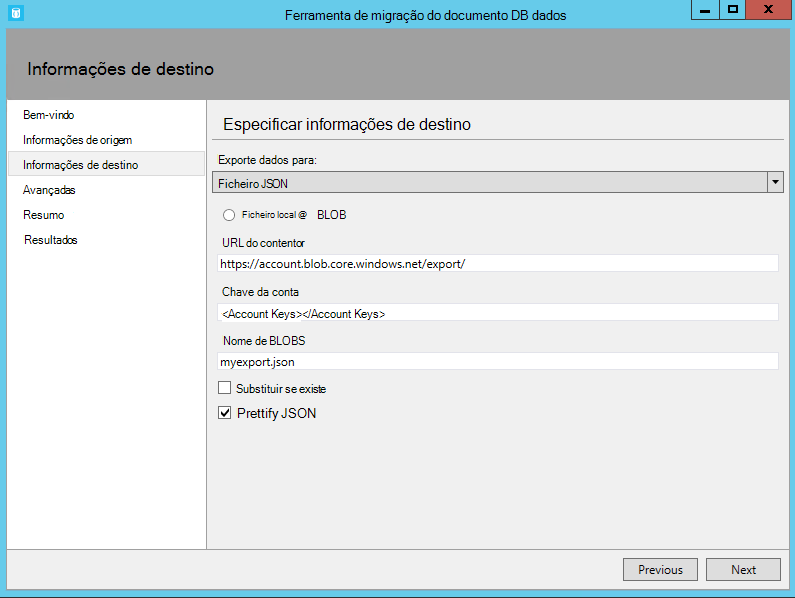 Ferramenta de migração do documento DB dados
Informações de destino
Bem-vindo
Informações de origem
Informações de destino
Avançadas
Resumo
Resultados
Especificar informações de destino
Exporte dados para:
Ficheiro JSON
Ficheiro local @ BLOB
URL do contentor
https://account.blob.core.windows.net/export/
Chave da conta
<Account Keys></Account Keys>
Nome de BLOBS
myexport.json
Substituir se existe
Prettify JSON
Previous Next